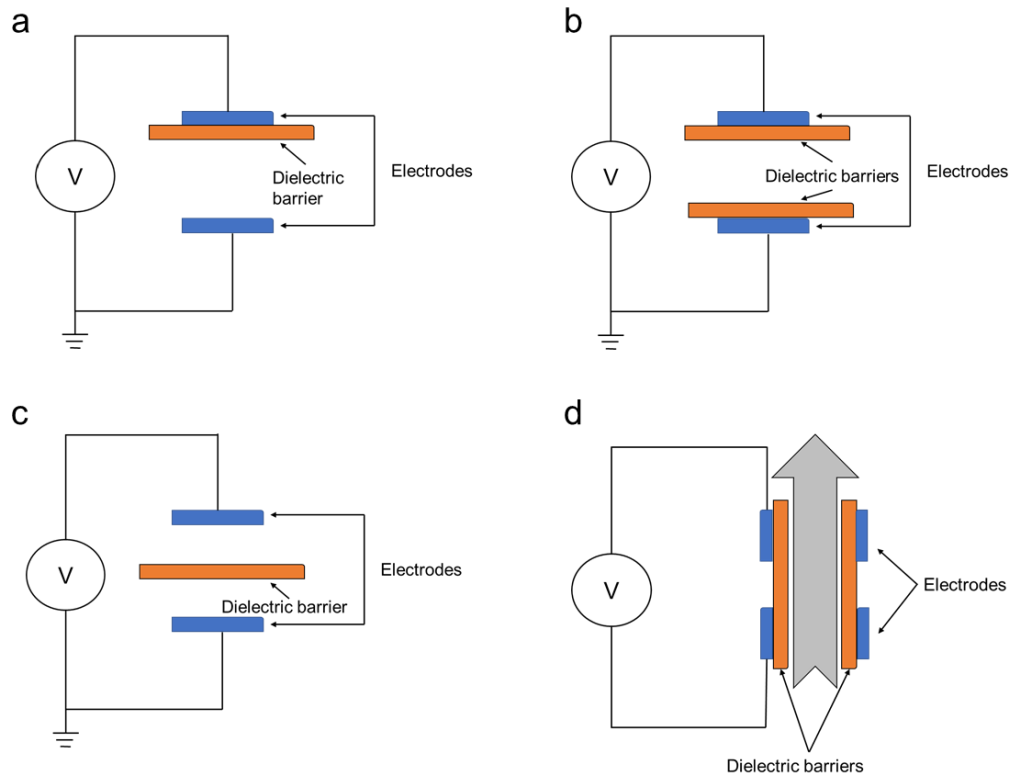 a
V
Dielectric
barrier
Electrodes
b
V
Dielectric barriers
Electrodes
c
V
Dielectric barrier
Electrodes
d
V
Electrodes
Dielectric barriers